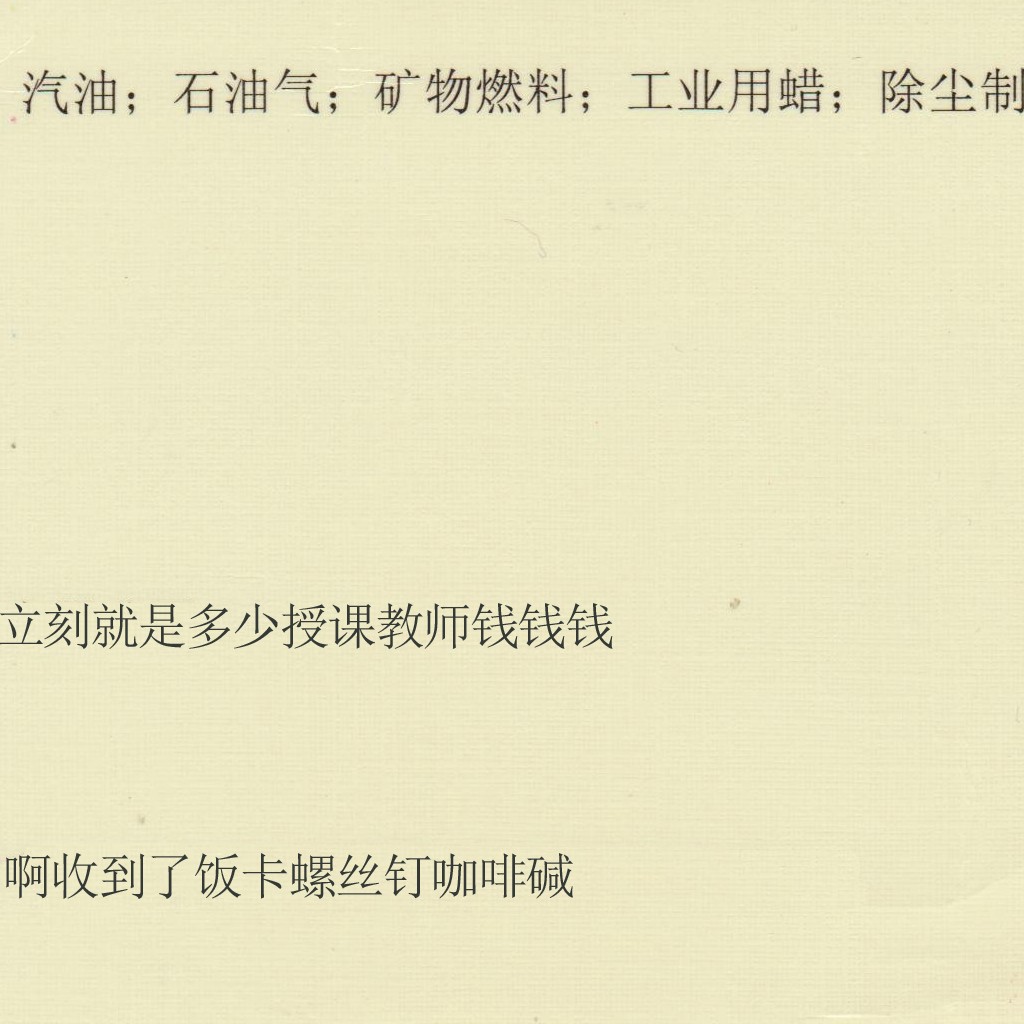 汽油；石油气；矿物燃料；工业用蜡；除尘制
立刻就是多少授课教师钱钱钱
啊收到了饭卡螺丝钉咖啡碱